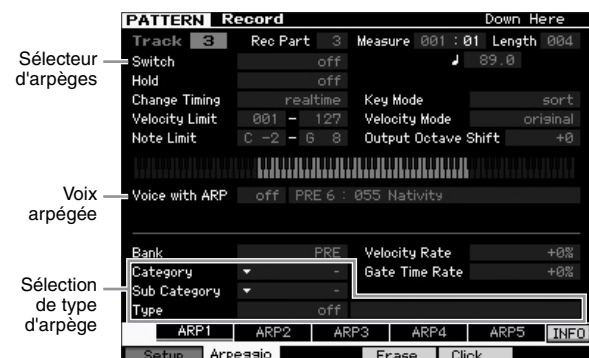 PATTERN Record Down Here
Track 3 Rec Part 3 Measure 001 : 01 Length 004
Sélecteur d'arpèges
Switch off ♩ 89.0
Hold off
Change Timing realtime Key Mode sort
Velocity Limit 001 – 127 Velocity Mode original
Note Limit C -2 – G 8 Output Octave Shift +0
Voix arpégée
Voice with ARP off PRE 6 : 055 Nativity
Bank PRE Velocity Rate +0%
Sélection de type d'arpège
Category - Gate Time Rate +0%
Sub Category -
Type off
ARP1 ARP2 ARP3 ARP4 ARP5 INFO
Setup Arpeggio Erase Click